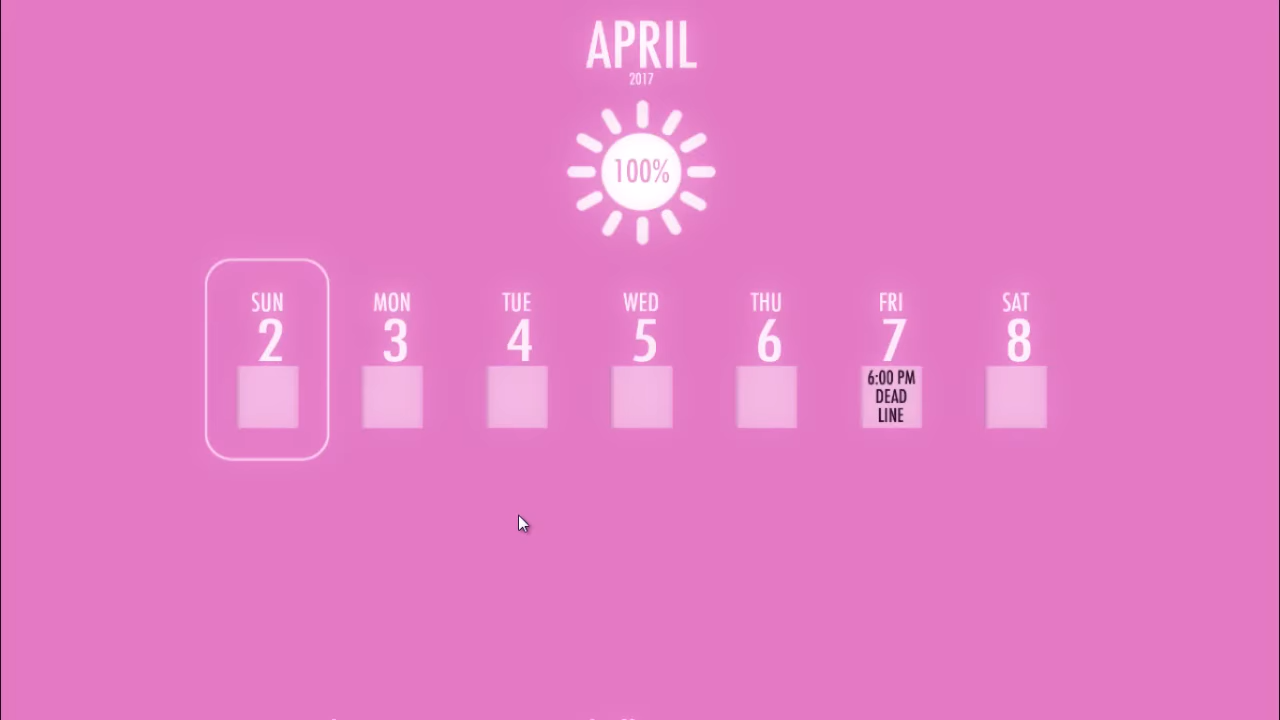 APRIL
2017
100%
SUN MON TUE WED THU FRI SAT
2 3 4 5 6 7 8
6:00 PM
DEAD
LINE